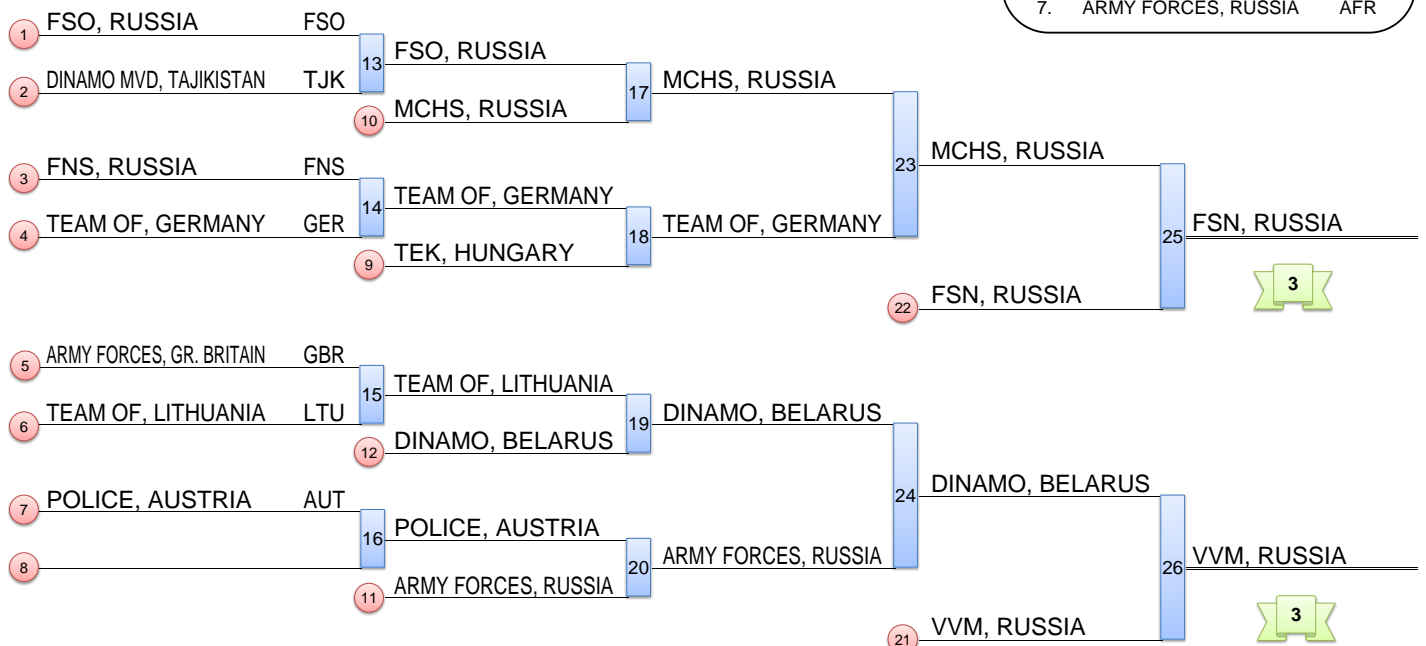 7. ARMY FORCES, RUSSIA AFR
1 FSO, RUSSIA FSO
13 FSO, RUSSIA
2 DINAMO MVD, TAJIKISTAN TJK
17 MCHS, RUSSIA
10 MCHS, RUSSIA
23 MCHS, RUSSIA
3 FNS, RUSSIA FNS
14 TEAM OF, GERMANY
4 TEAM OF, GERMANY GER
18 TEAM OF, GERMANY
9 TEK, HUNGARY
25 FSN, RUSSIA
3
22 FSN, RUSSIA
5 ARMY FORCES, GR. BRITAIN GBR
15 TEAM OF, LITHUANIA
6 TEAM OF, LITHUANIA LTU
19 DINAMO, BELARUS
12 DINAMO, BELARUS
24 DINAMO, BELARUS
7 POLICE, AUSTRIA AUT
16 POLICE, AUSTRIA
8
20 ARMY FORCES, RUSSIA
11 ARMY FORCES, RUSSIA
26 VVM, RUSSIA
3
21 VVM, RUSSIA